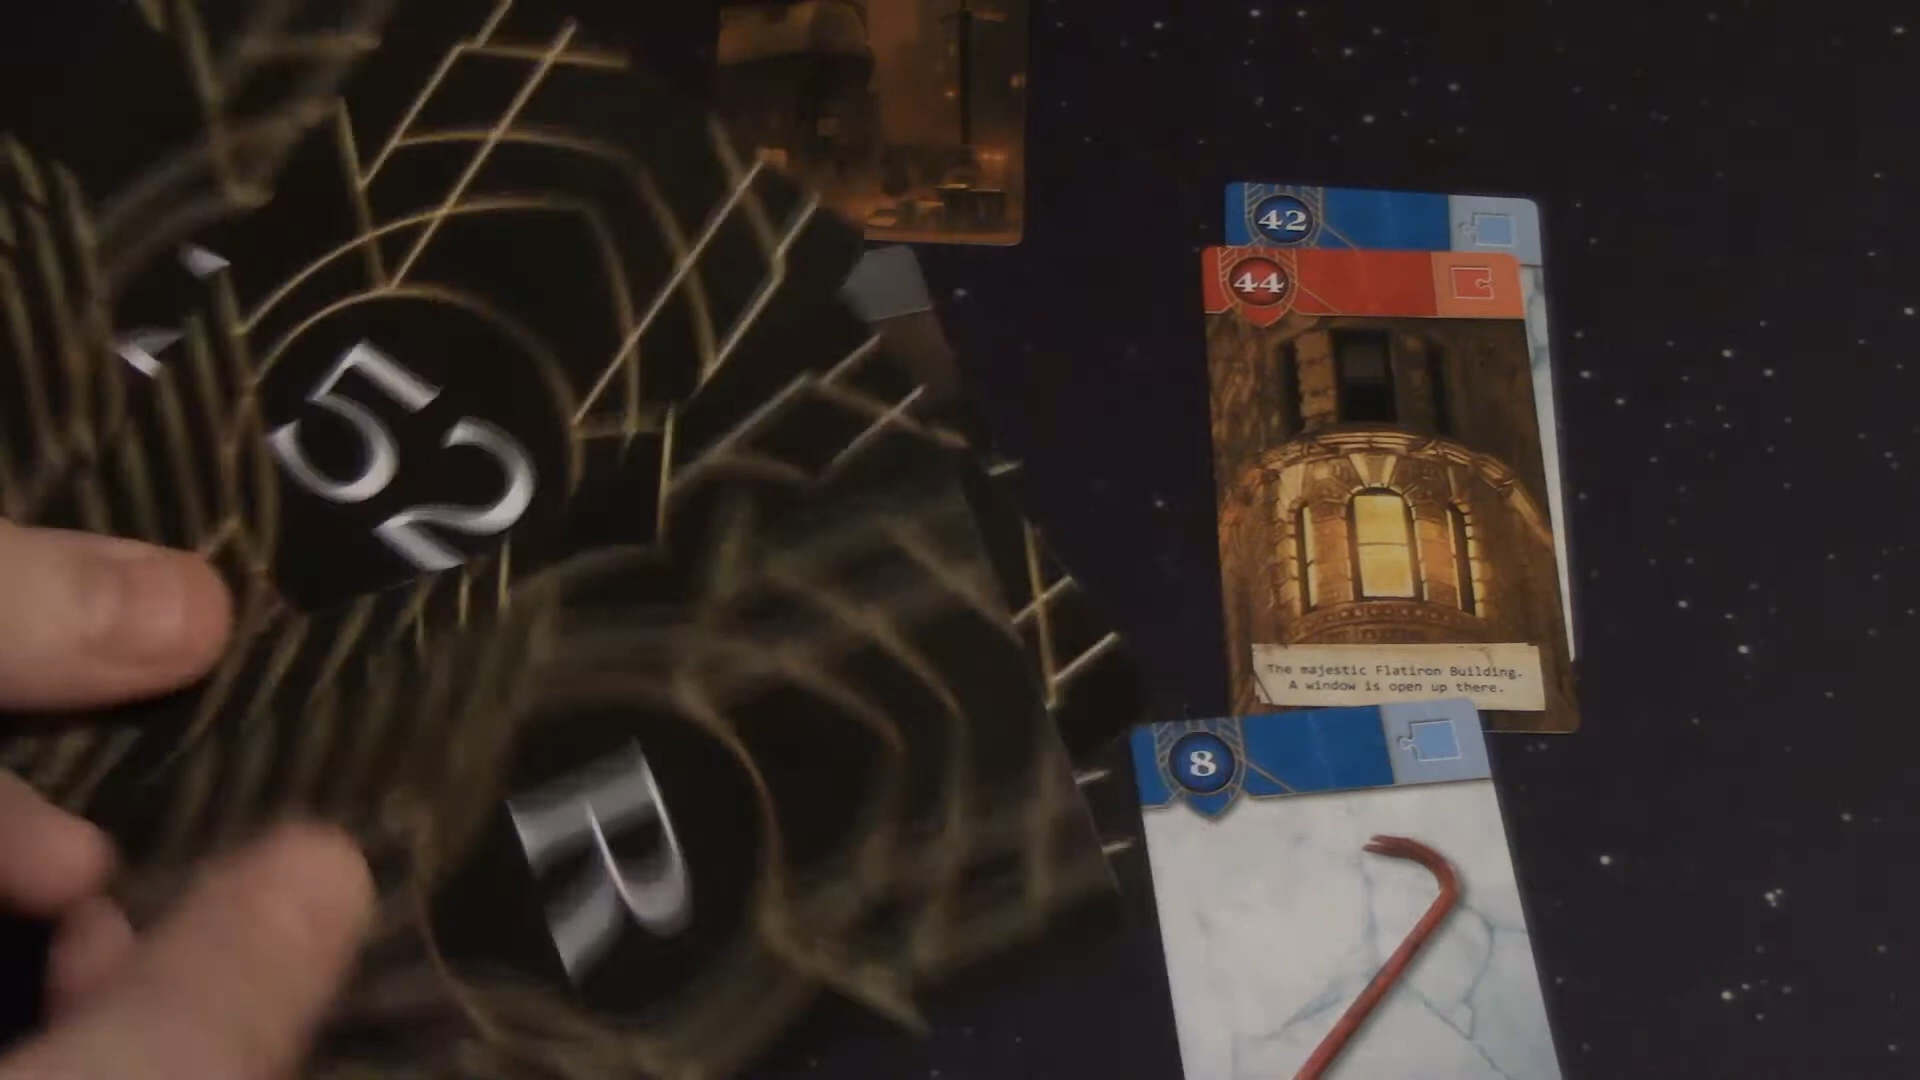 42
44
52
The majestic Flatiron Building.
A window is open up there.
8
R